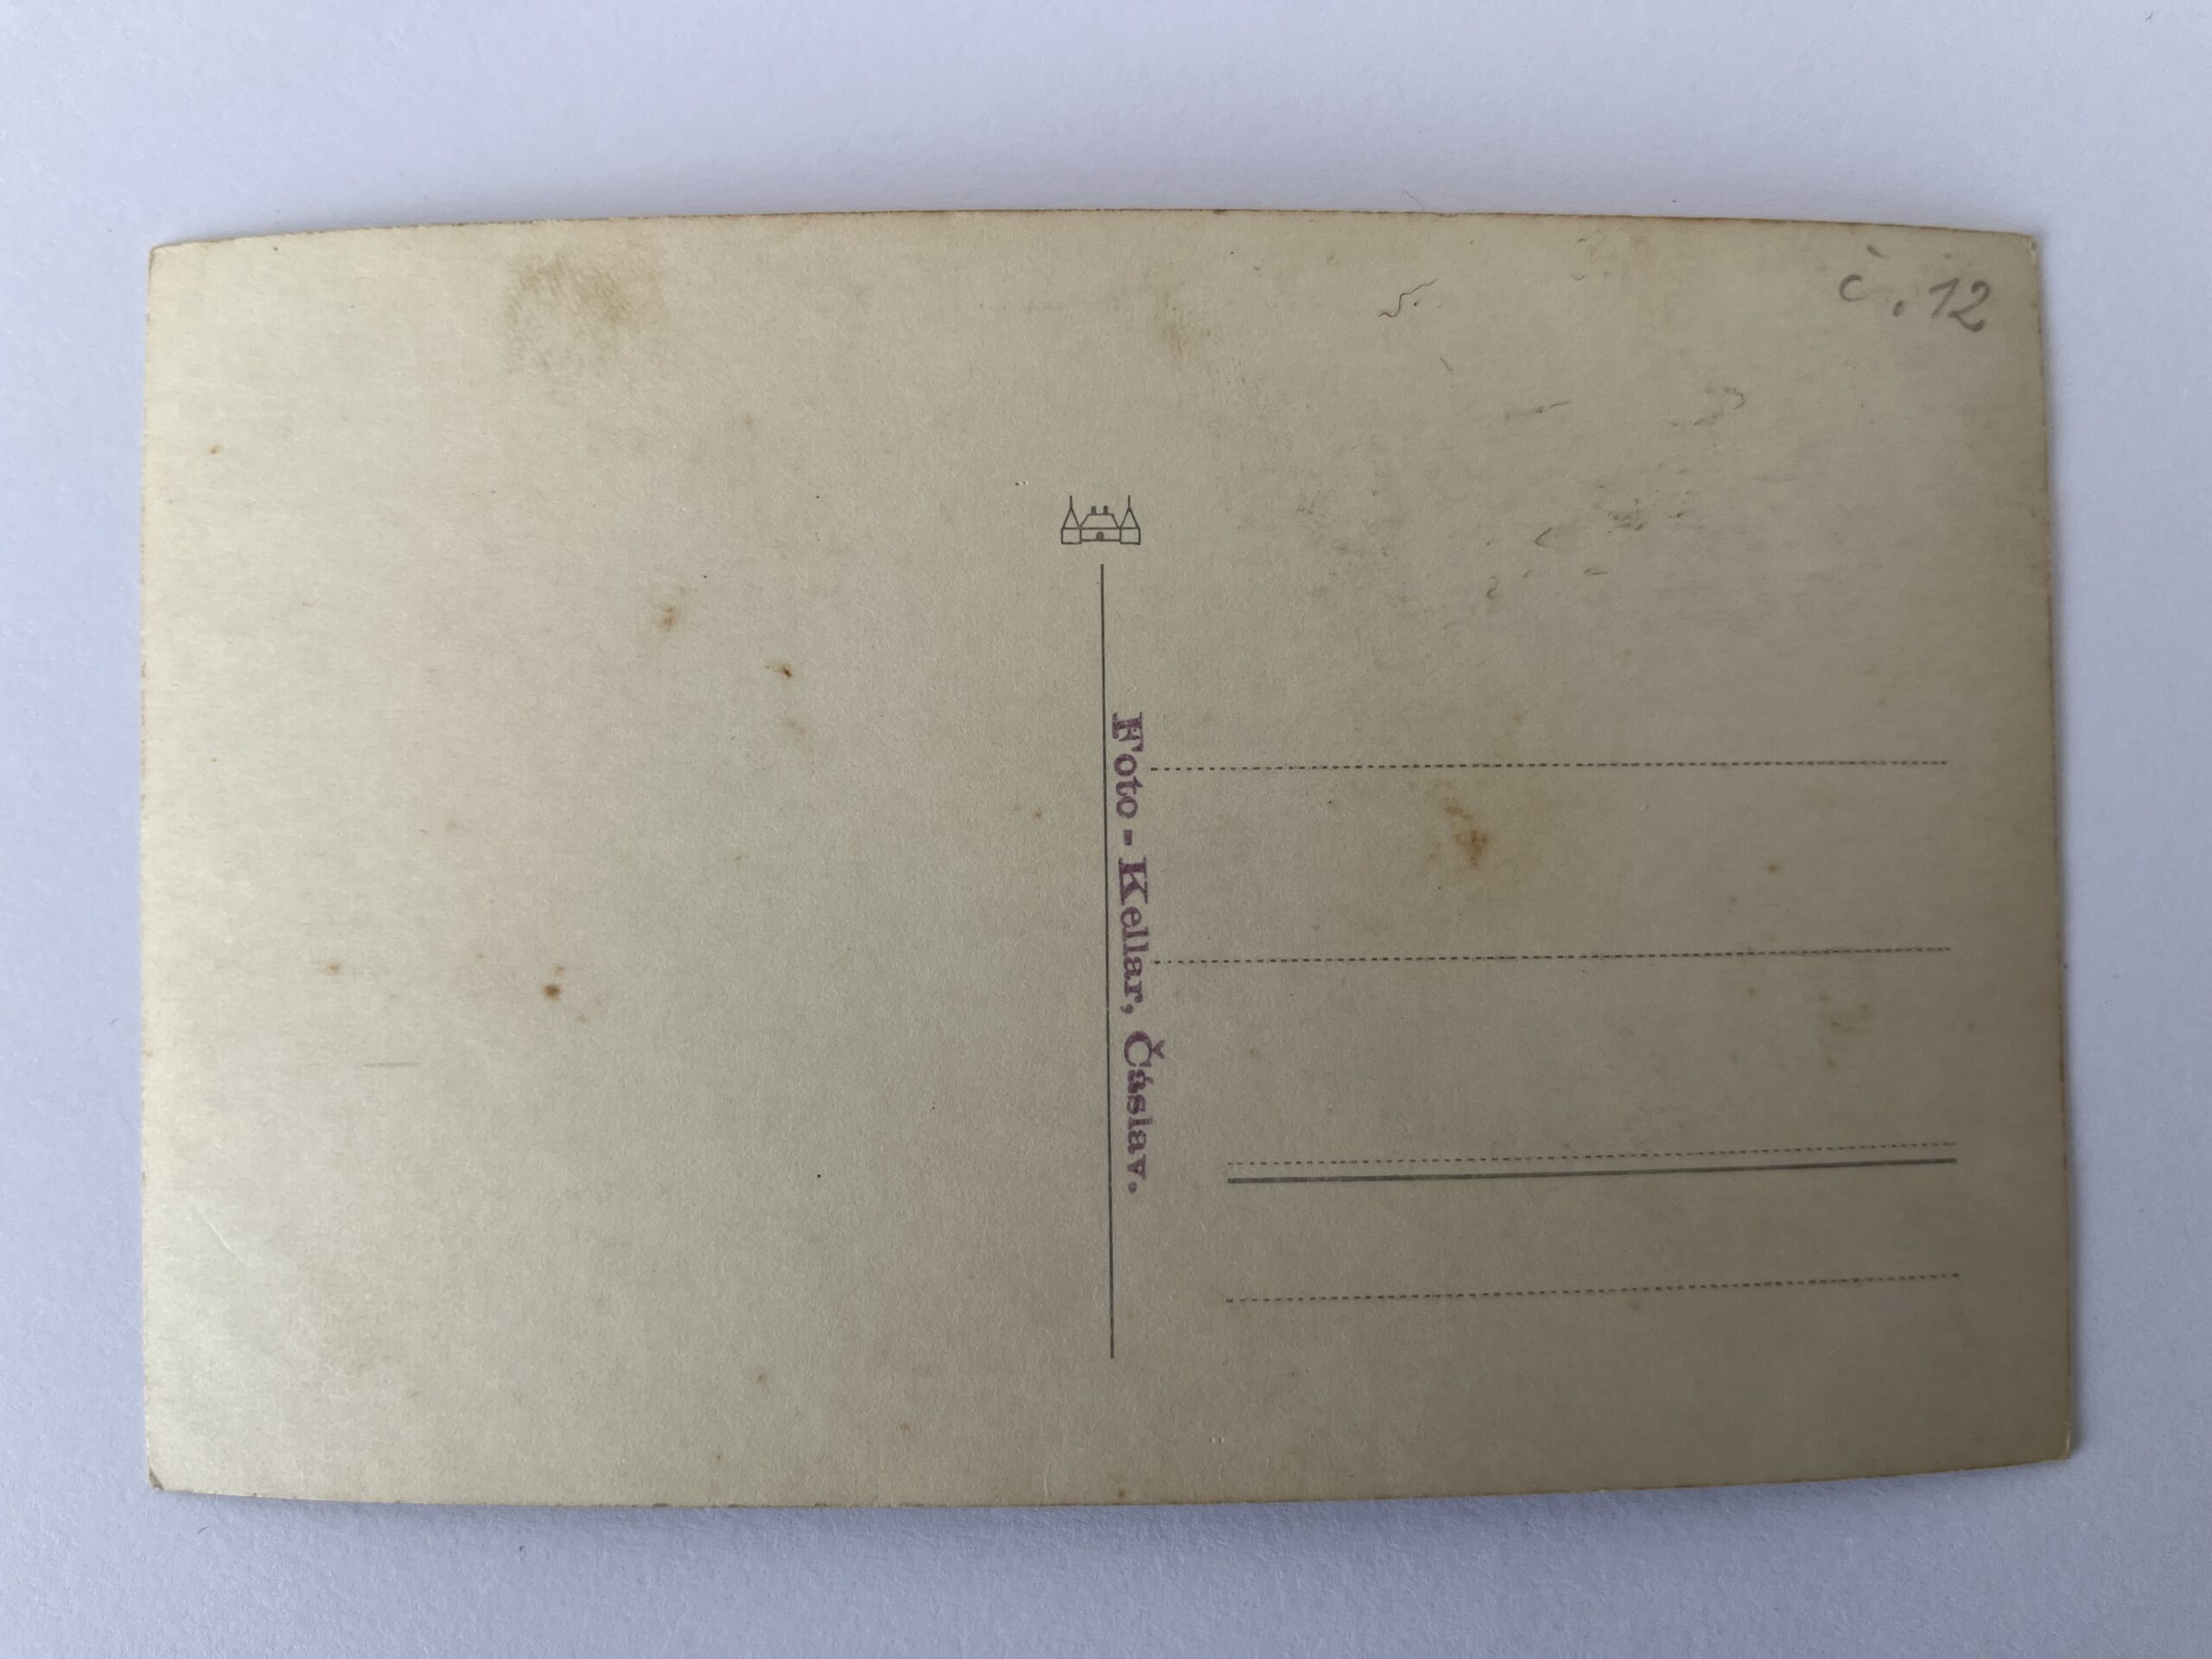 č. 12
Foto-Kellar, Čáslav.